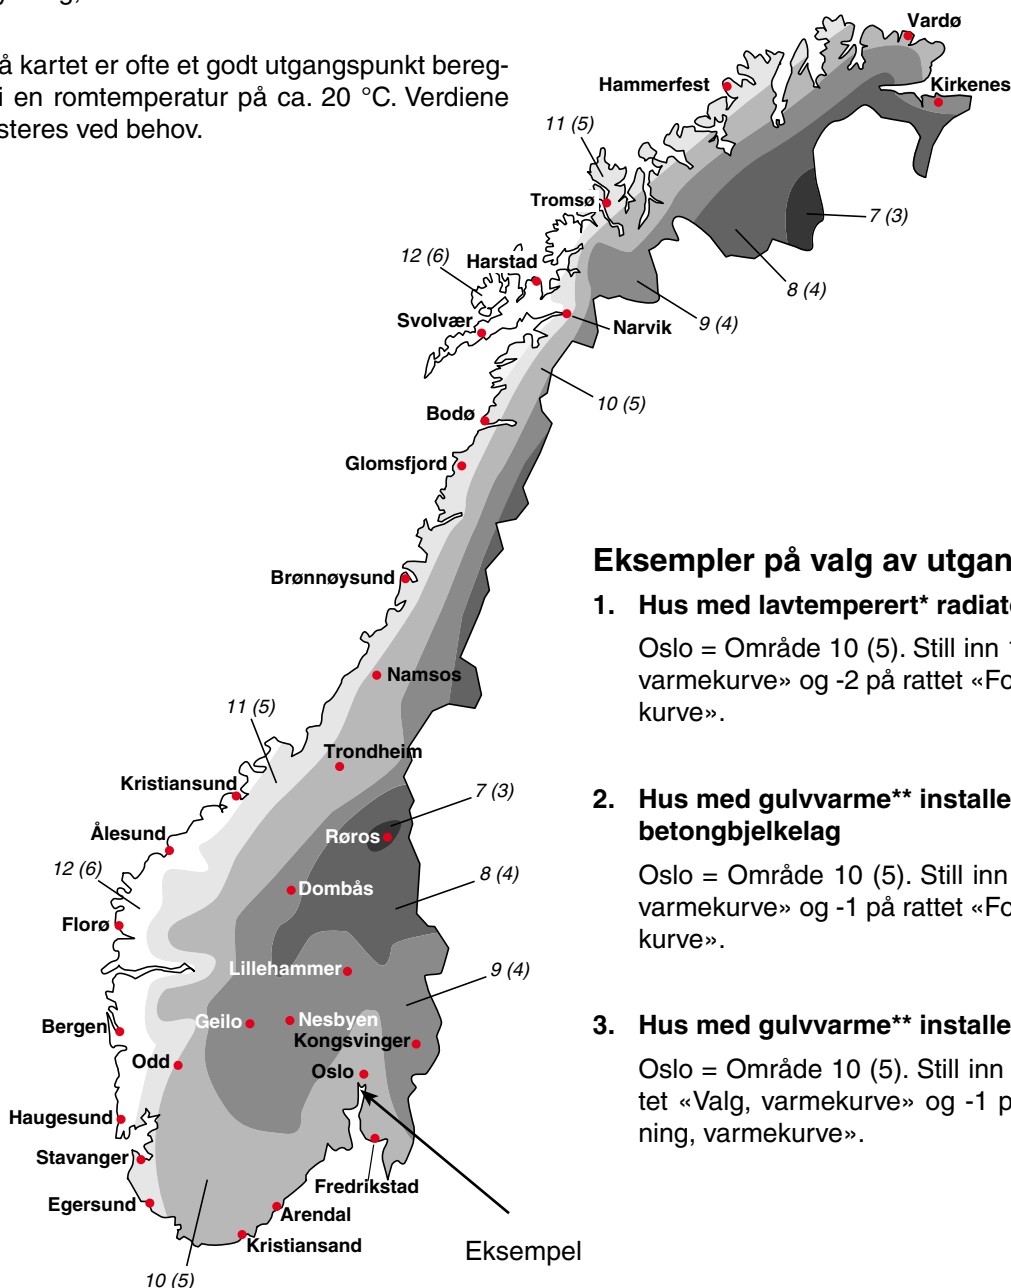 å kartet er ofte et godt utgangspunkt bereg-
i en romtemperatur på ca. 20 °C. Verdiene
steres ved behov.
Vardø
Hammerfest
Kirkenes
11 (5)
Tromsø
7 (3)
12 (6)
Harstad
8 (4)
Svolvær
Narvik
9 (4)
10 (5)
Bodø
Glomsfjord
Brønnøysund
Namsos
11 (5)
Trondheim
Kristiansund
7 (3)
Ålesund
Røros
12 (6)
Dombås
8 (4)
Florø
Lillehammer
9 (4)
Bergen
Geilo
Nesbyen
Kongsvinger
Odd
Oslo
Haugesund
Stavanger
Fredrikstad
Egersund
Arendal
Kristiansand
Eksempel
10 (5)
Eksempler på valg av utgan
1. Hus med lavtemperert* radiat
Oslo = Område 10 (5). Still inn
varmekurve» og -2 på rattet «Fo
kurve».
2. Hus med gulvvarme** installe
betongbjelkelag
Oslo = Område 10 (5). Still inn
varmekurve» og -1 på rattet «Fo
kurve».
3. Hus med gulvvarme** installe
Oslo = Område 10 (5). Still inn
tet «Valg, varmekurve» og -1 p
ning, varmekurve».